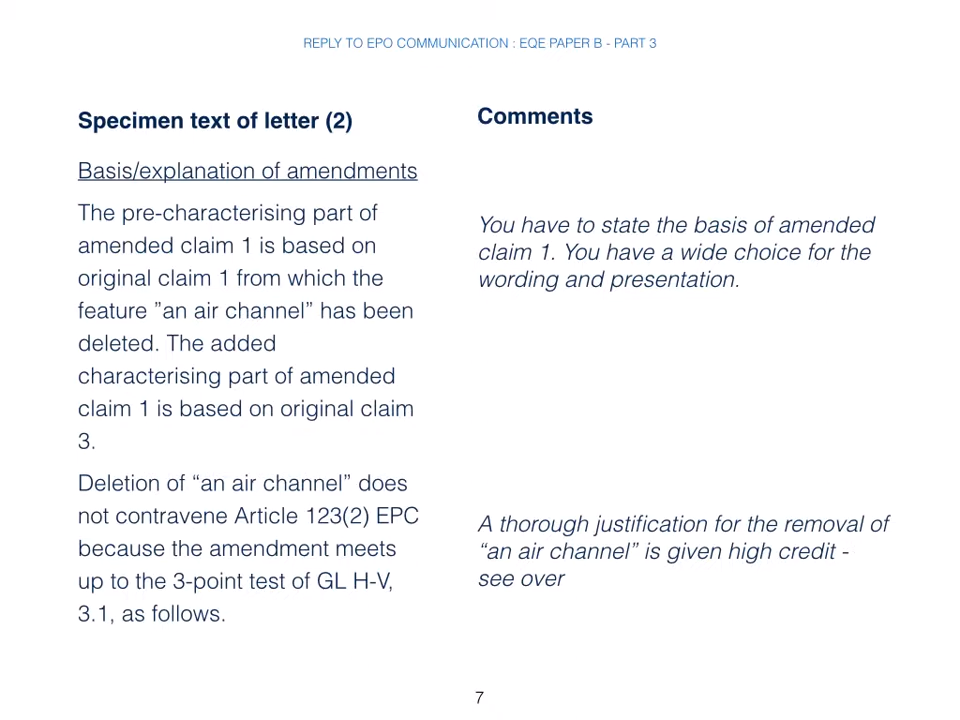 REPLY TO EPO COMMUNICATION : EQE PAPER B - PART 3
Specimen text of letter (2)
Basis/explanation of amendments
The pre-characterising part of
amended claim 1 is based on
original claim 1 from which the
feature ”an air channel” has been
deleted. The added
characterising part of amended
claim 1 is based on original claim
3.
Deletion of “an air channel” does
not contravene Article 123(2) EPC
because the amendment meets
up to the 3-point test of GL H-V,
3.1, as follows.
Comments
You have to state the basis of amended
claim 1. You have a wide choice for the
wording and presentation.
A thorough justification for the removal of
“an air channel” is given high credit -
see over
7